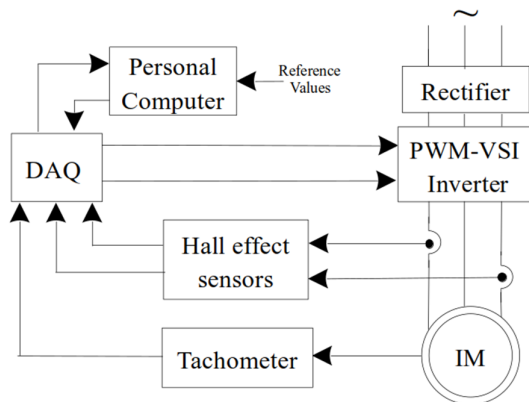 ~
Personal
Computer
Reference
Values
Rectifier
DAQ
PWM-VSI
Inverter
Hall effect
sensors
Tachometer
IM